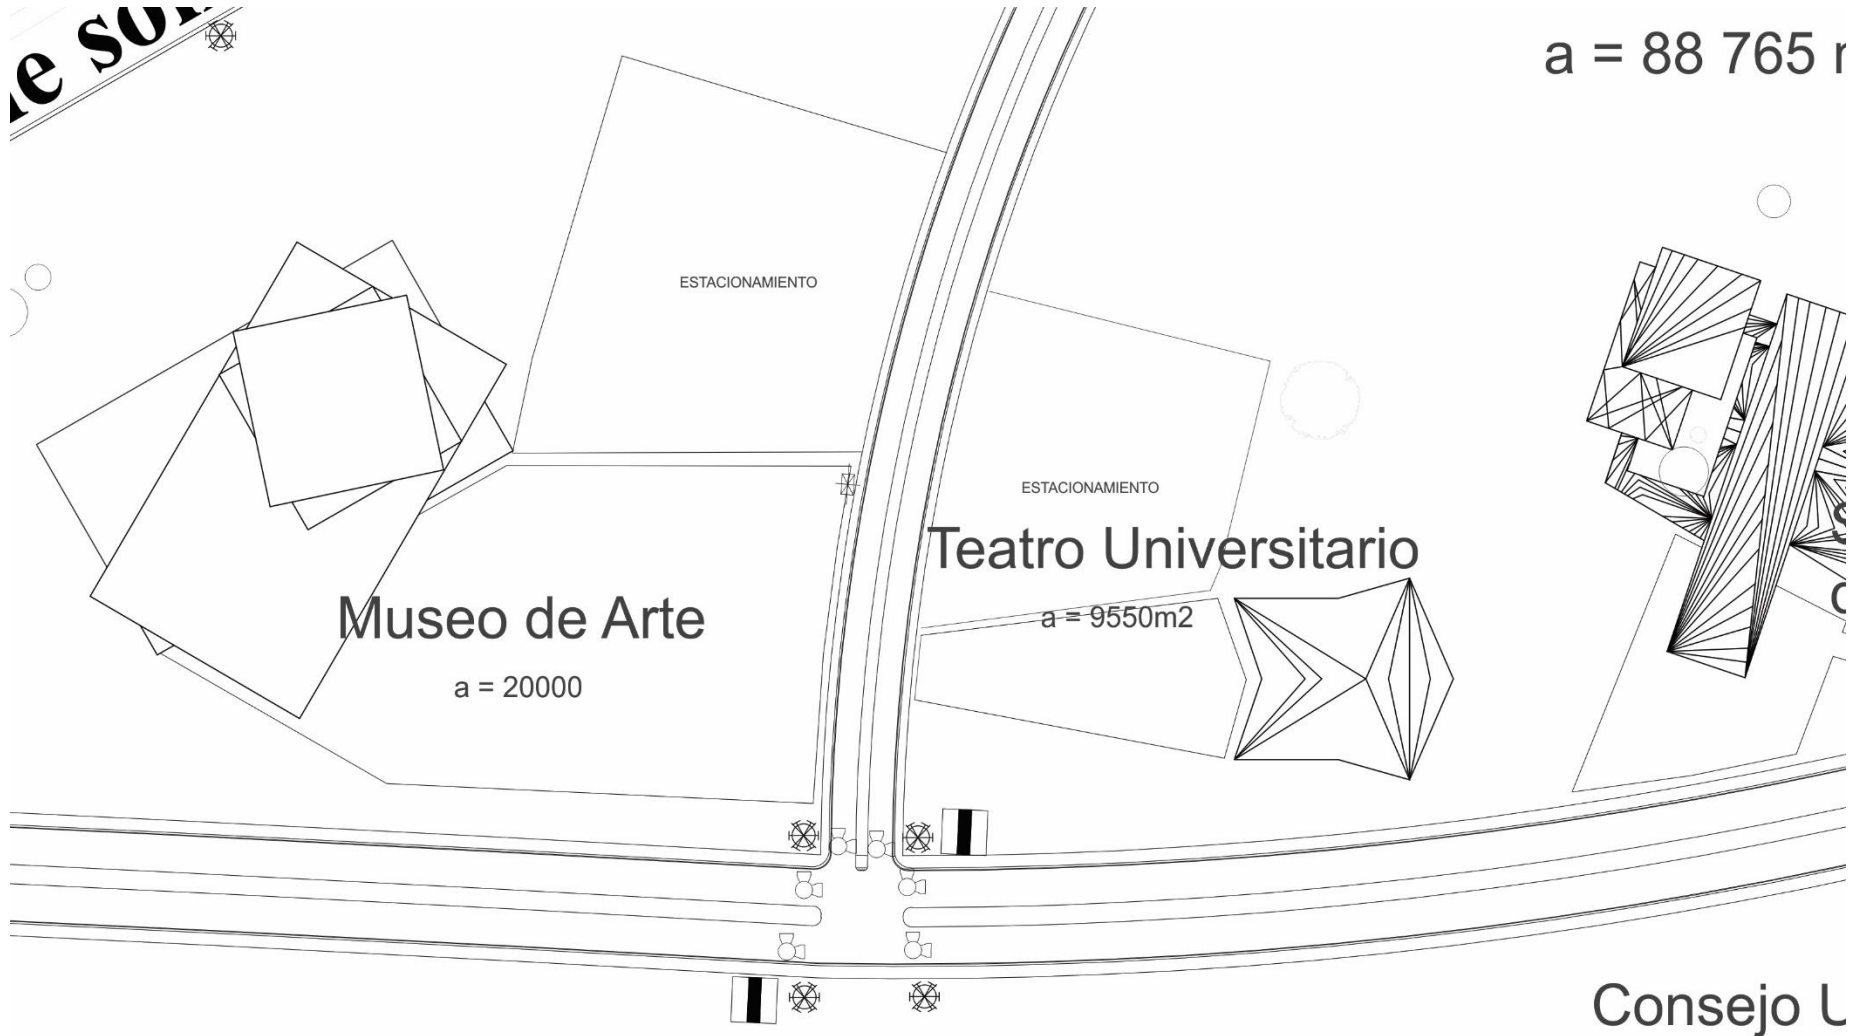 a = 88 765
ESTACIONAMIENTO
ESTACIONAMIENTO
Teatro Universitario
a = 9550m2
Museo de Arte
a = 20000
Consejo